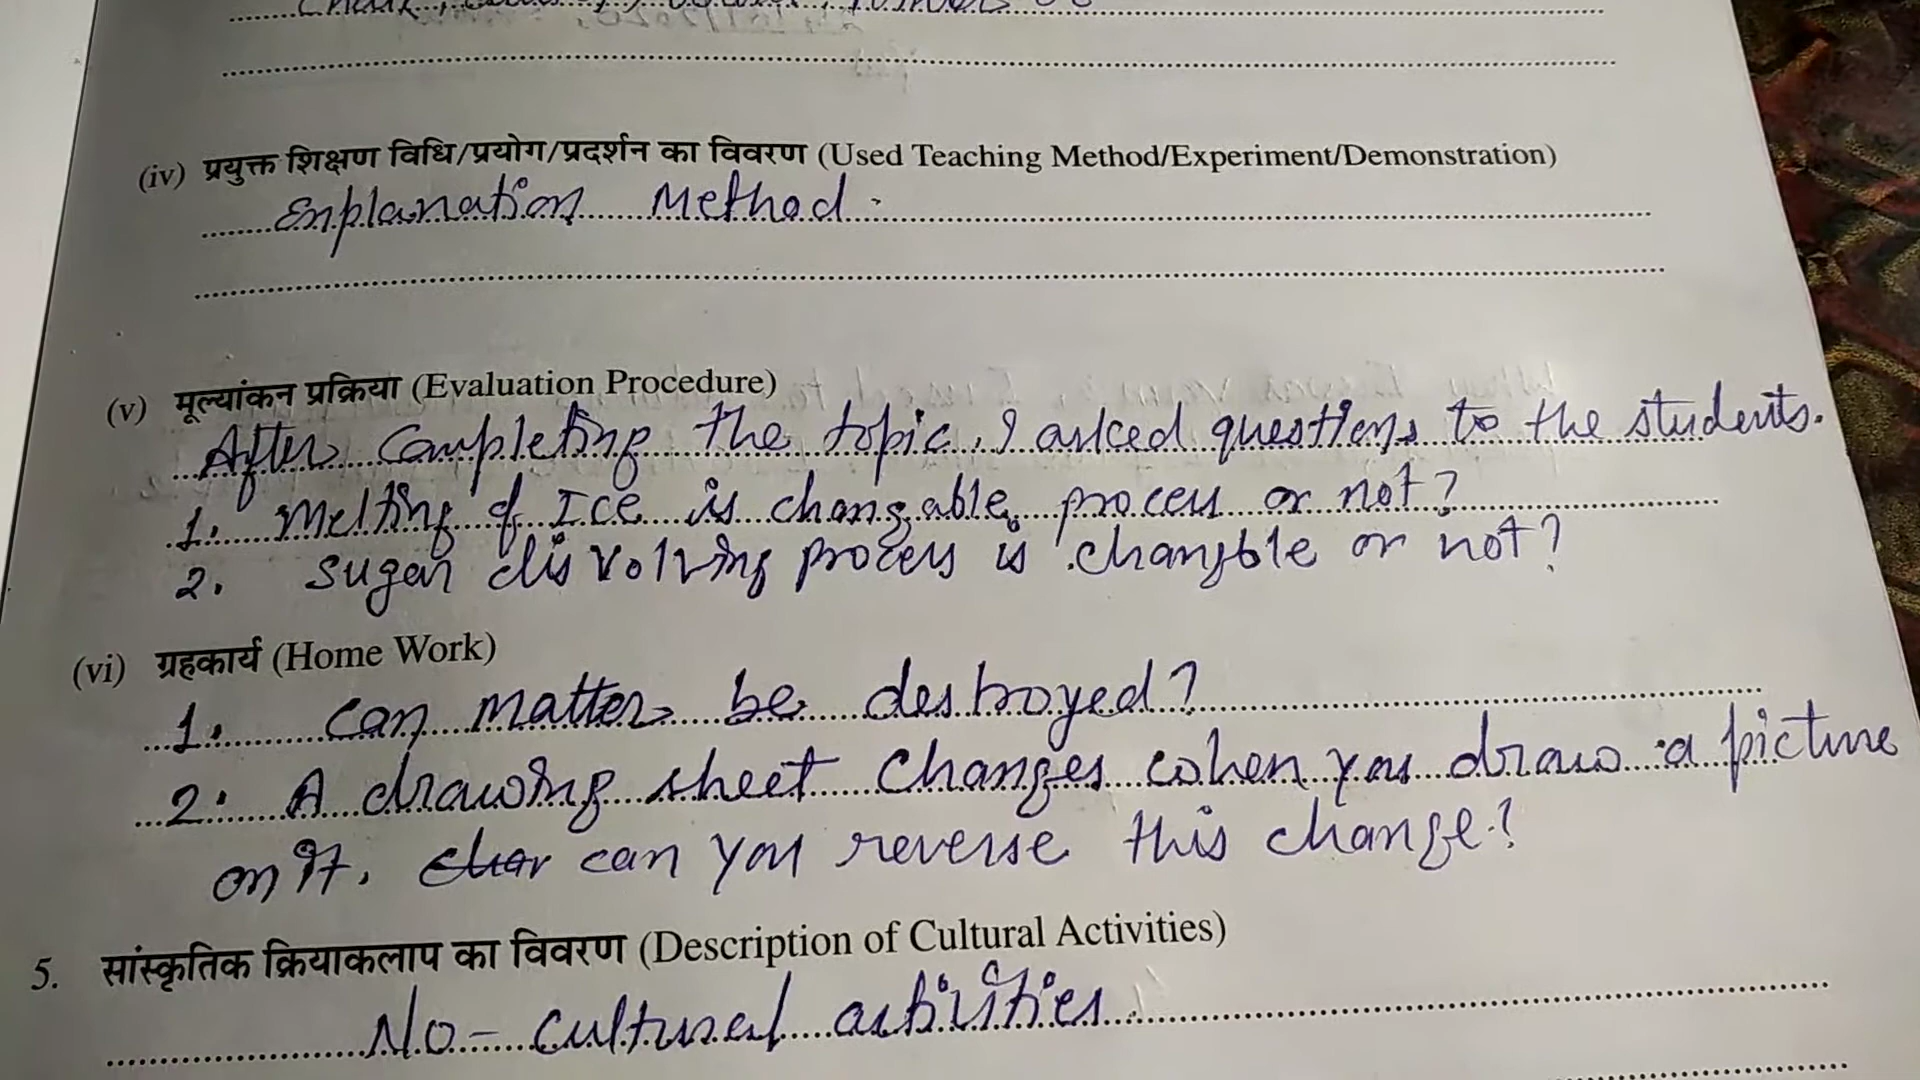 (iv) प्रयुक्त शिक्षण विधि/प्रयोग/प्रदर्शन का विवरण (Used Teaching Method/Experiment/Demonstration)
Explanation Method.
(v) मूल्यांकन प्रक्रिया (Evaluation Procedure)
After Completing the topic, I asked questions to the students.
1. Melting of Ice is changable process or not?
2. Sugar disvolving process is changble or not?
(vi) ग्रहकार्य (Home Work)
1. Can Matter be destroyed?
2. A drawing sheet changes when you draw a picture
on it. can you reverse this change?
5. सांस्कृतिक क्रियाकलाप का विवरण (Description of Cultural Activities)
No- cultural activities